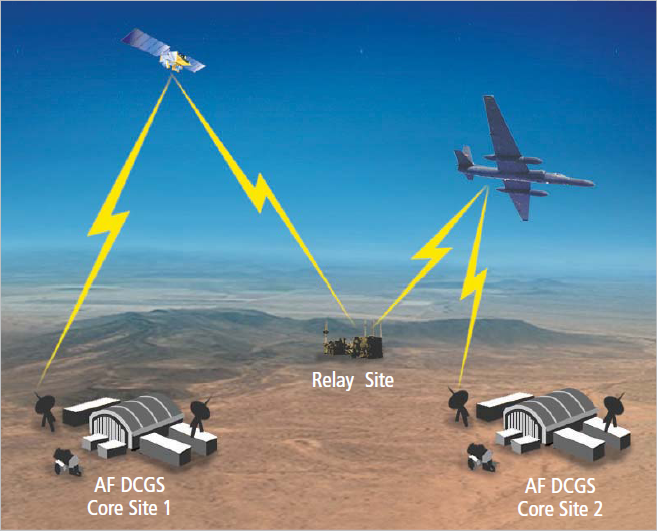 Relay Site
AF DCGS
Core Site 1
AF DCGS
Core Site 2